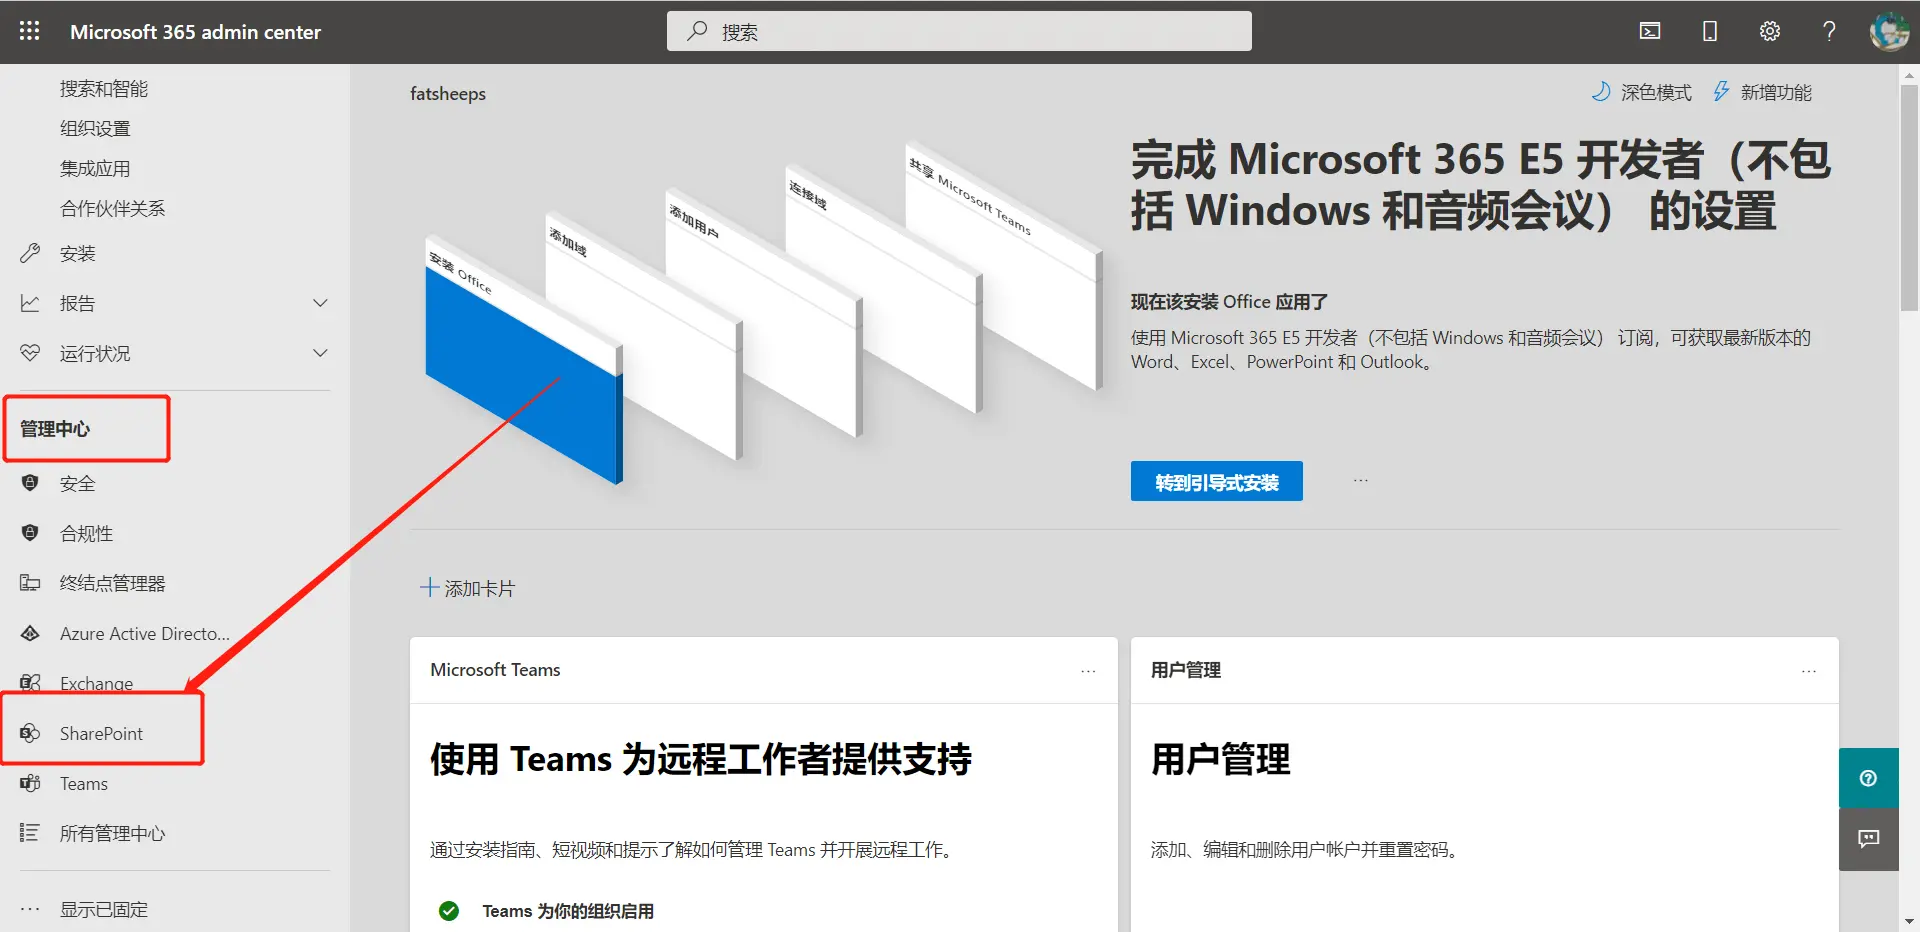 Microsoft 365 admin center
搜索
搜索和智能
组织设置
集成应用
合作伙伴关系
安装
报告
运行状况
管理中心
安全
合规性
终结点管理器
Azure Active Directo...
Exchange
SharePoint
Teams
所有管理中心
显示已固定
fatsheeps
深色模式
新增功能
安装 Office
添加域
添加用户
连接域
共享 Microsoft Teams
完成 Microsoft 365 E5 开发者（不包
括 Windows 和音频会议） 的设置
现在该安装 Office 应用了
使用 Microsoft 365 E5 开发者（不包括 Windows 和音频会议） 订阅，可获取最新版本的
Word、Excel、PowerPoint 和 Outlook。
转到引导式安装
添加卡片
Microsoft Teams
使用 Teams 为远程工作者提供支持
通过安装指南、短视频和提示了解如何管理 Teams 并开展远程工作。
Teams 为你的组织启用
用户管理
用户管理
添加、编辑和删除用户帐户并重置密码。